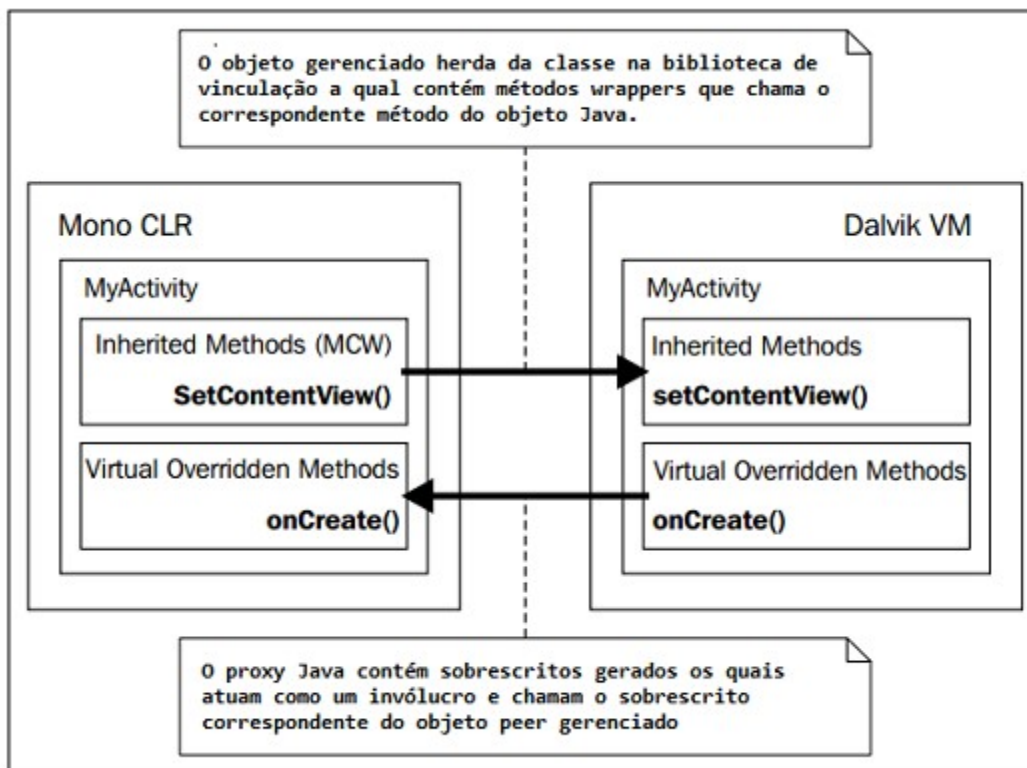 O objeto gerenciado herda da classe na biblioteca de
vinculação a qual contém métodos wrappers que chama o
correspondente método do objeto Java.
Mono CLR
MyActivity
Inherited Methods (MCW)
SetContentView()
Virtual Overridden Methods
onCreate()
Dalvik VM
MyActivity
Inherited Methods
setContentView()
Virtual Overridden Methods
onCreate()
O proxy Java contém sobrescritos gerados os quais
atuam como um invólucro e chamam o sobrescrito
correspondente do objeto peer gerenciado